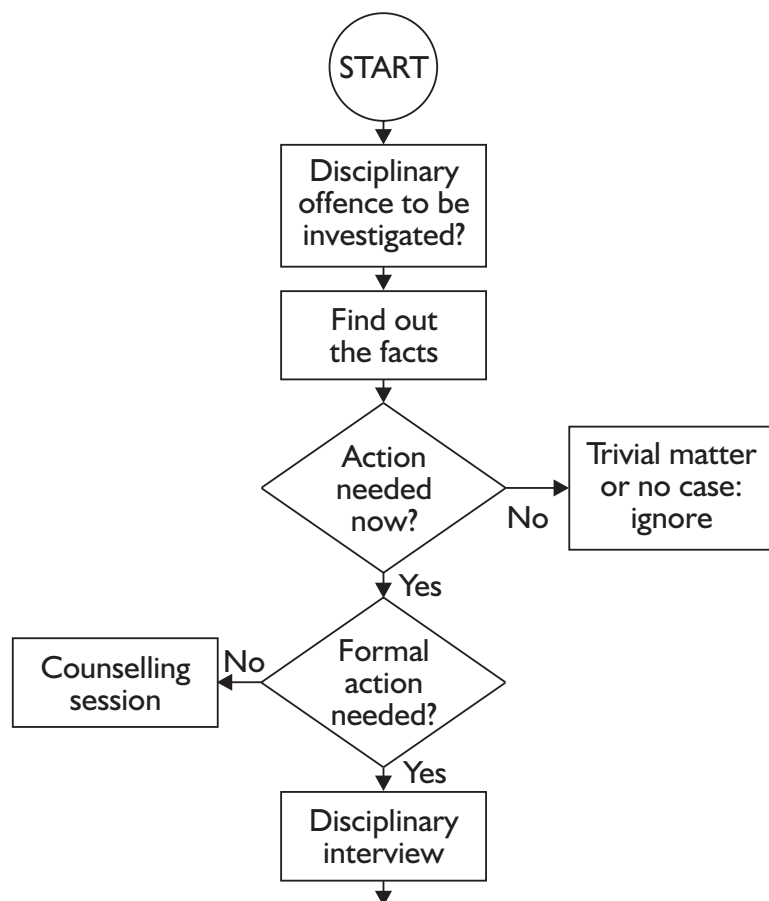 START
Disciplinary
offence to be
investigated?
Find out
the facts
Action
needed
now?
No
Trivial matter
or no case:
ignore
Yes
Counselling
session
No
Formal
action
needed?
Yes
Disciplinary
interview